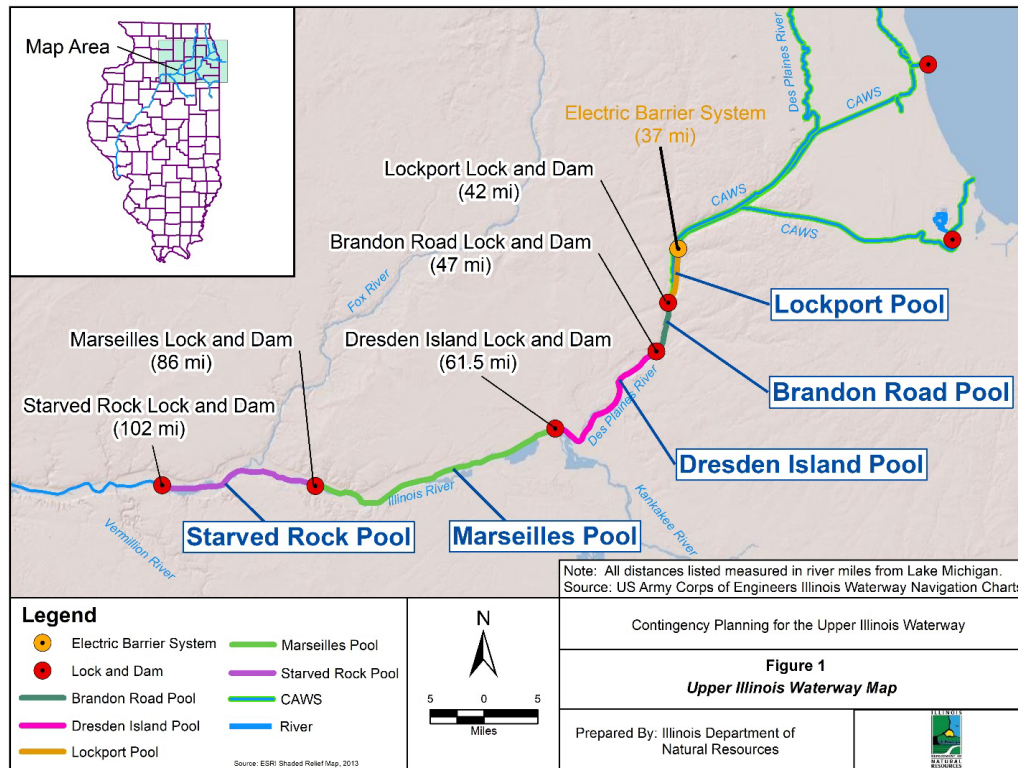 Map Area
Des Plaines River
CAWS
Electric Barrier System
(37 mi)
Lockport Lock and Dam
(42 mi)
CAWS
CAWS
Brandon Road Lock and Dam
(47 mi)
Fox River
Lockport Pool
Marseilles Lock and Dam
(86 mi)
Dresden Island Lock and Dam
(61.5 mi)
Brandon Road Pool
Starved Rock Lock and Dam
(102 mi)
Des Plaines River
Dresden Island Pool
Illinois River
Starved Rock Pool
Marseilles Pool
Kankakee River
Vermillion River
Note: All distances listed measured in river miles from Lake Michigan.
Source: US Army Corps of Engineers Illinois Waterway Navigation Charts
Legend
Electric Barrier System
Lock and Dam
Brandon Road Pool
Dresden Island Pool
Lockport Pool
Marseilles Pool
Starved Rock Pool
CAWS
River
Source: ESRI Shaded Relief Map, 2013
N
5 0 5
Miles
Contingency Planning for the Upper Illinois Waterway
Figure 1
Upper Illinois Waterway Map
Prepared By: Illinois Department of
Natural Resources
ILLINOIS
DEPARTMENT OF
NATURAL
RESOURCES